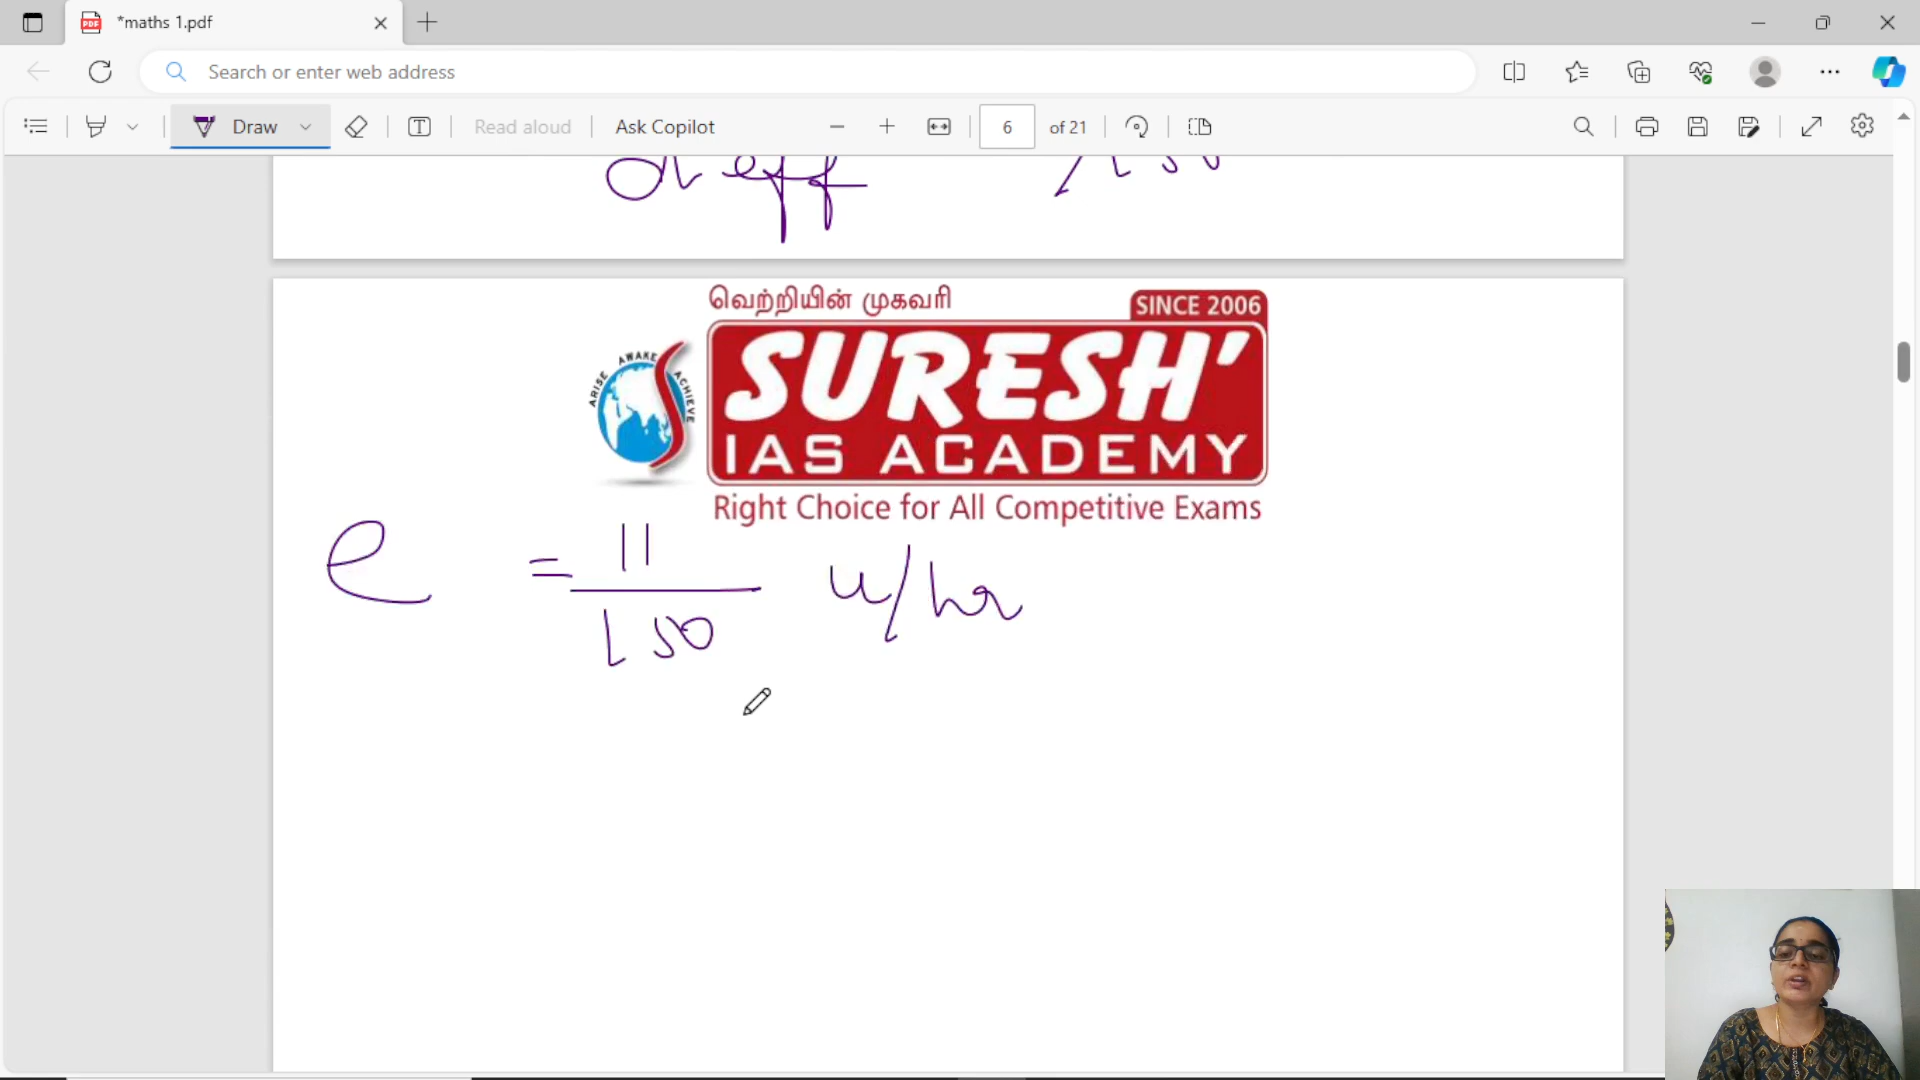 *maths 1.pdf
Search or enter web address
Draw
Read aloud
Ask Copilot
6 of 21
eff
வெற்றியின் முகவரி
SINCE 2006
ARISE AWAKE ACHIEVE
SURESH'
IAS ACADEMY
Right Choice for All Competitive Exams
e = 11
150 u/hr